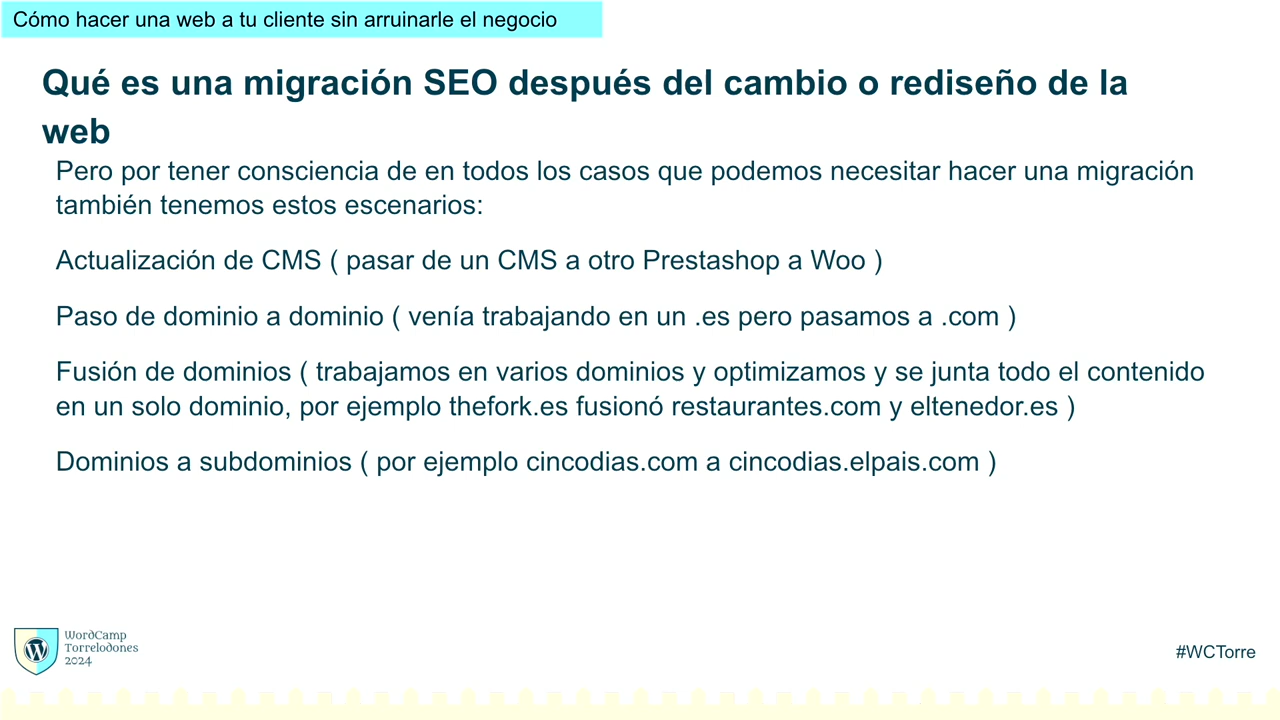 Cómo hacer una web a tu cliente sin arruinarle el negocio
Qué es una migración SEO después del cambio o rediseño de la
web
Pero por tener consciencia de en todos los casos que podemos necesitar hacer una migración
también tenemos estos escenarios:
Actualización de CMS ( pasar de un CMS a otro Prestashop a Woo )
Paso de dominio a dominio ( venía trabajando en un .es pero pasamos a .com )
Fusión de dominios ( trabajamos en varios dominios y optimizamos y se junta todo el contenido
en un solo dominio, por ejemplo thefork.es fusionó restaurantes.com y eltenedor.es )
Dominios a subdominios ( por ejemplo cincodias.com a cincodias.elpais.com )
WordCamp
Torrelodones
2024
#WCTorre